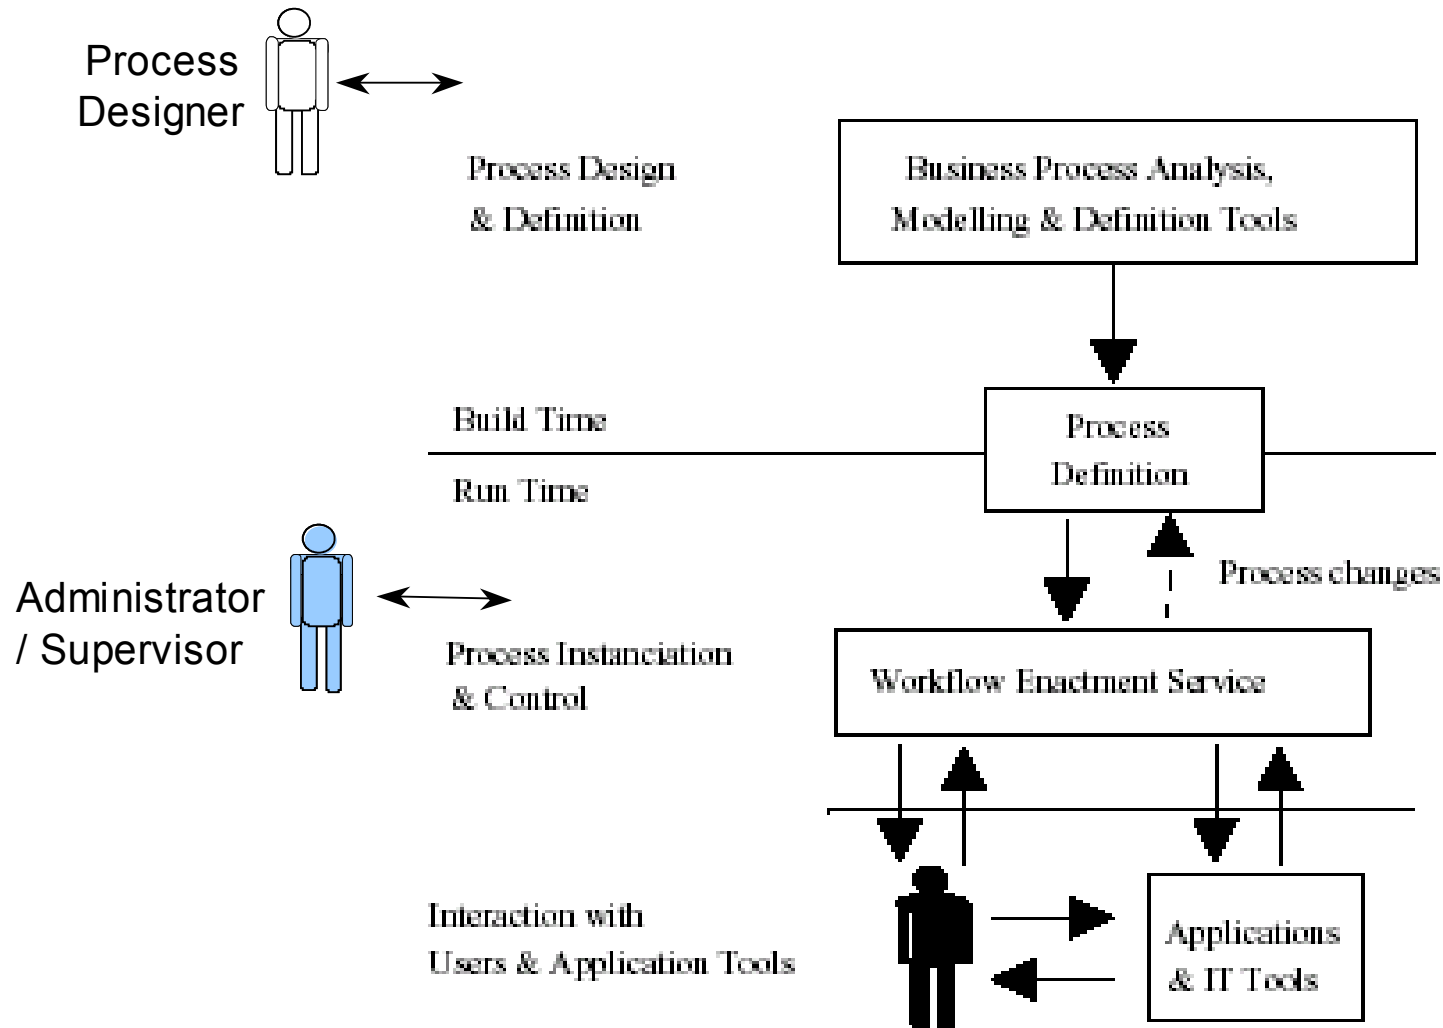 Process
Designer
Process Design
& Definition
Business Process Analysis,
Modelling & Definition Tools
Build Time
Process
Definition
Run Time
Process changes
Administrator
/ Supervisor
Process Instanciation
& Control
Workflow Enactment Service
Interaction with
Users & Application Tools
Applications
& IT Tools